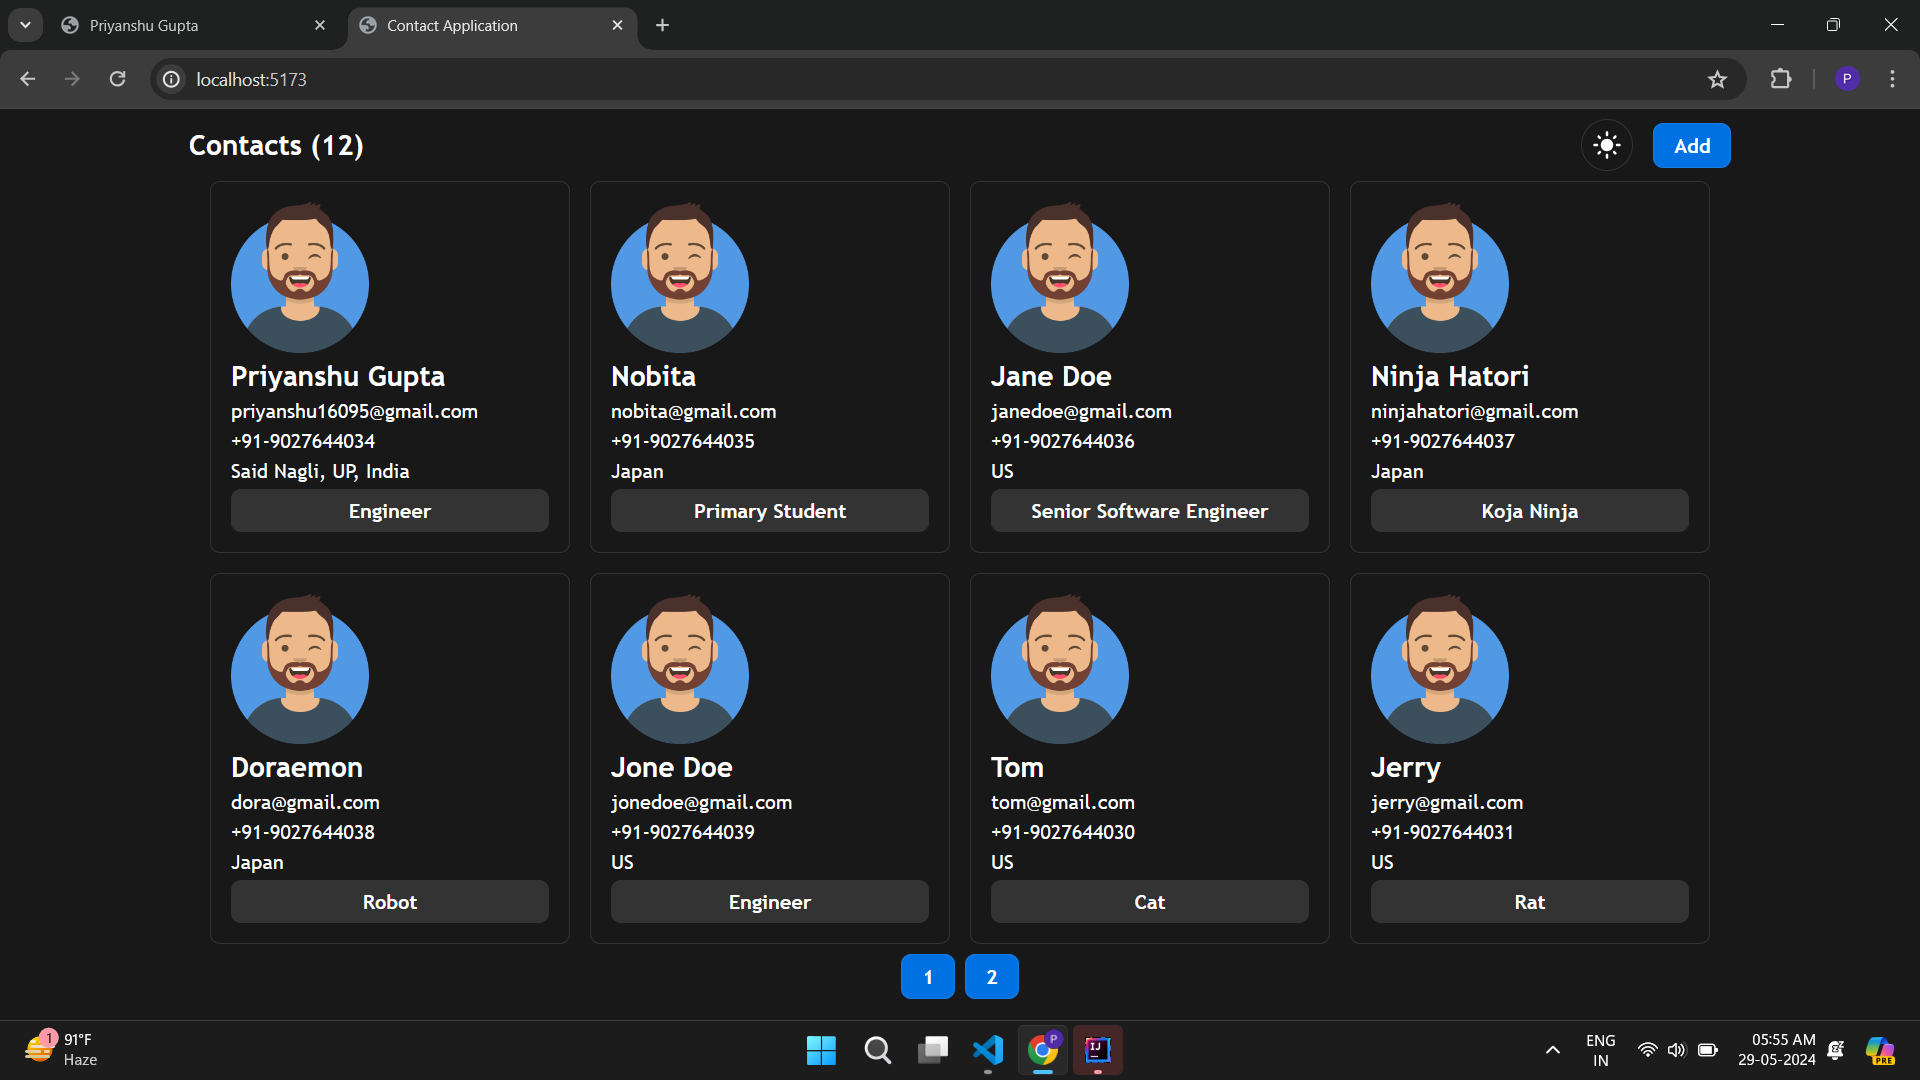 Priyanshu Gupta
Contact Application
localhost:5173
P
Contacts (12)
Add
Priyanshu Gupta
priyanshu16095@gmail.com
+91-9027644034
Said Nagli, UP, India
Engineer
Nobita
nobita@gmail.com
+91-9027644035
Japan
Primary Student
Jane Doe
janedoe@gmail.com
+91-9027644036
US
Senior Software Engineer
Ninja Hatori
ninjahatori@gmail.com
+91-9027644037
Japan
Koja Ninja
Doraemon
dora@gmail.com
+91-9027644038
Japan
Robot
Jone Doe
jonedoe@gmail.com
+91-9027644039
US
Engineer
Tom
tom@gmail.com
+91-9027644030
US
Cat
Jerry
jerry@gmail.com
+91-9027644031
US
Rat
1 2
1
91°F
Haze
P
IJ
ENG
IN
05:55 AM
29-05-2024
PRE